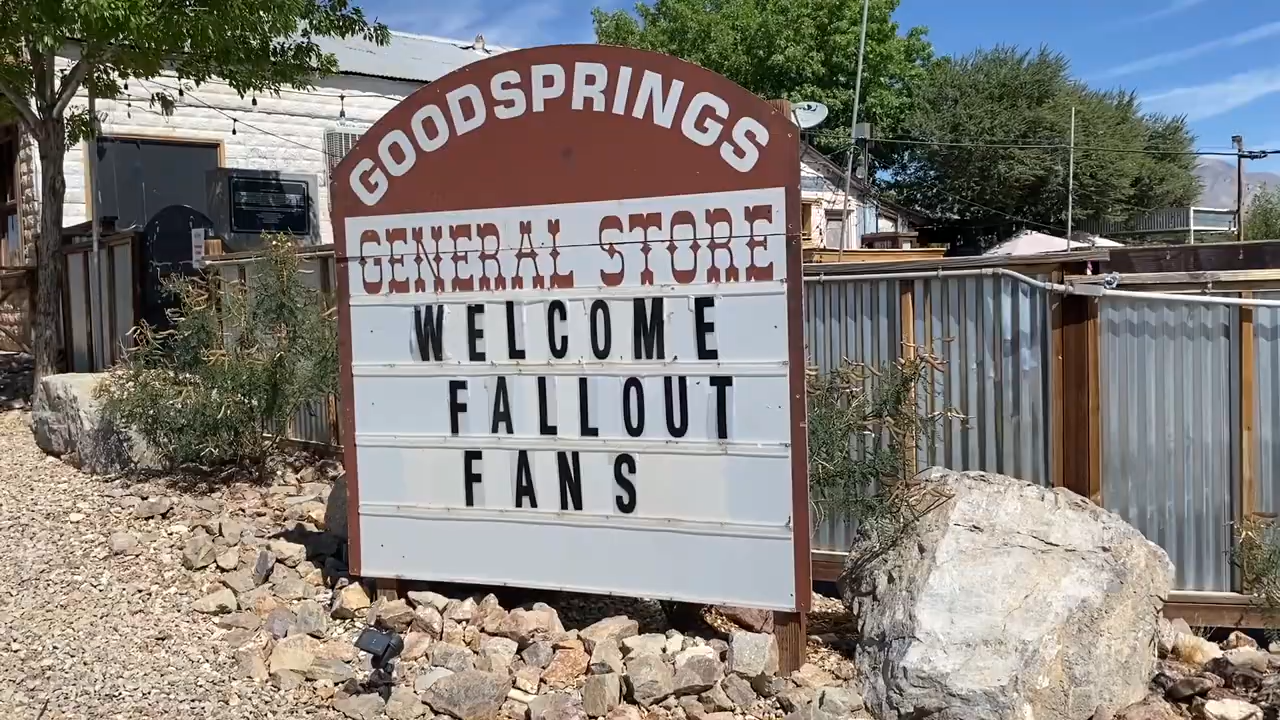 GOODSPRINGS
GENERAL STORE
WELCOME
FALLOUT
FANS